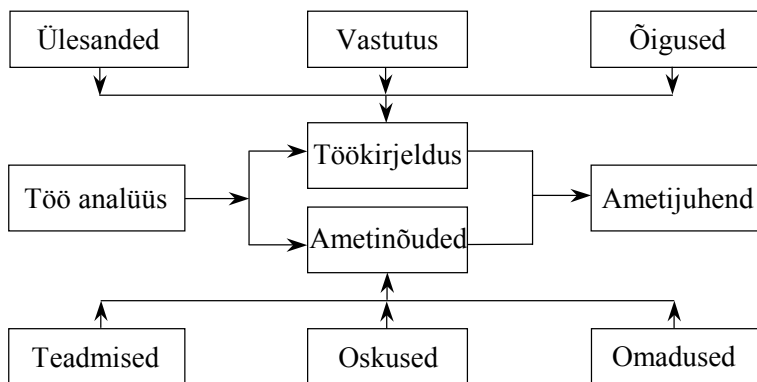 Ülesanded
Vastutus
Õigused
Töökirjeldus
Töö analüüs
Ametijuhend
Ametinõuded
Teadmised
Oskused
Omadused